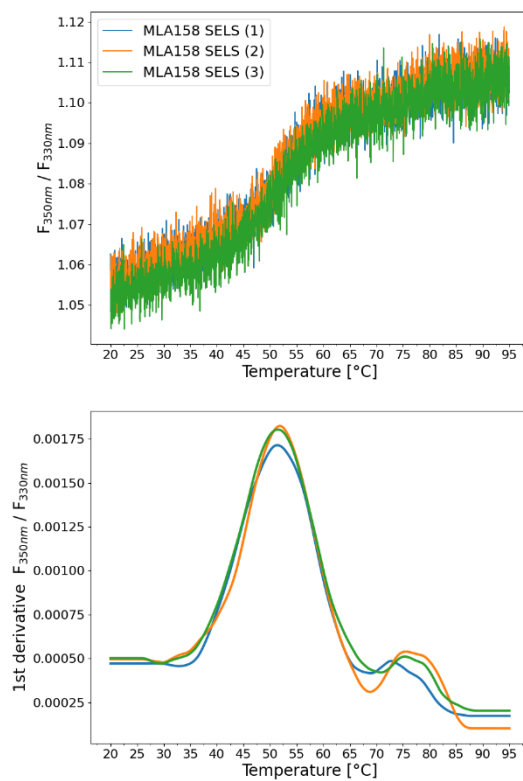 1.12
1.11
1.10
1.09
1.08
1.07
1.06
1.05
F350nm / F330nm
MLA158 SELS (1)
MLA158 SELS (2)
MLA158 SELS (3)
20 25 30 35 40 45 50 55 60 65 70 75 80 85 90 95
Temperature [°C]
0.00175
0.00150
0.00125
0.00100
0.00075
0.00050
0.00025
1st derivative F330nm / F330nm
20 25 30 35 40 45 50 55 60 65 70 75 80 85 90 95
Temperature [°C]